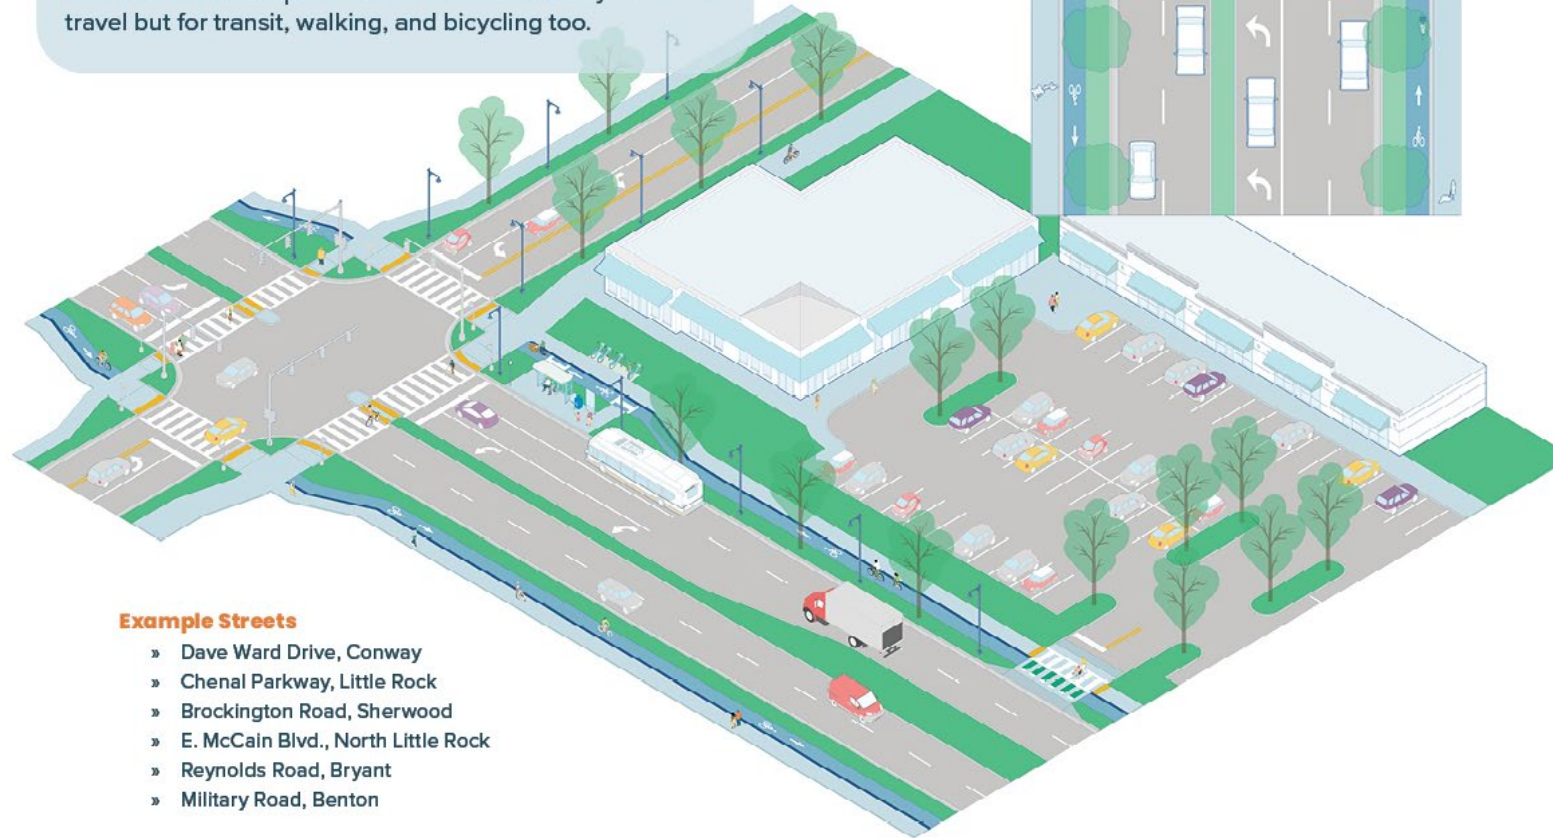 travel but for transit, walking, and bicycling too.
Example Streets
» Dave Ward Drive, Conway
» Chenal Parkway, Little Rock
» Brockington Road, Sherwood
» E. McCain Blvd., North Little Rock
» Reynolds Road, Bryant
» Military Road, Benton